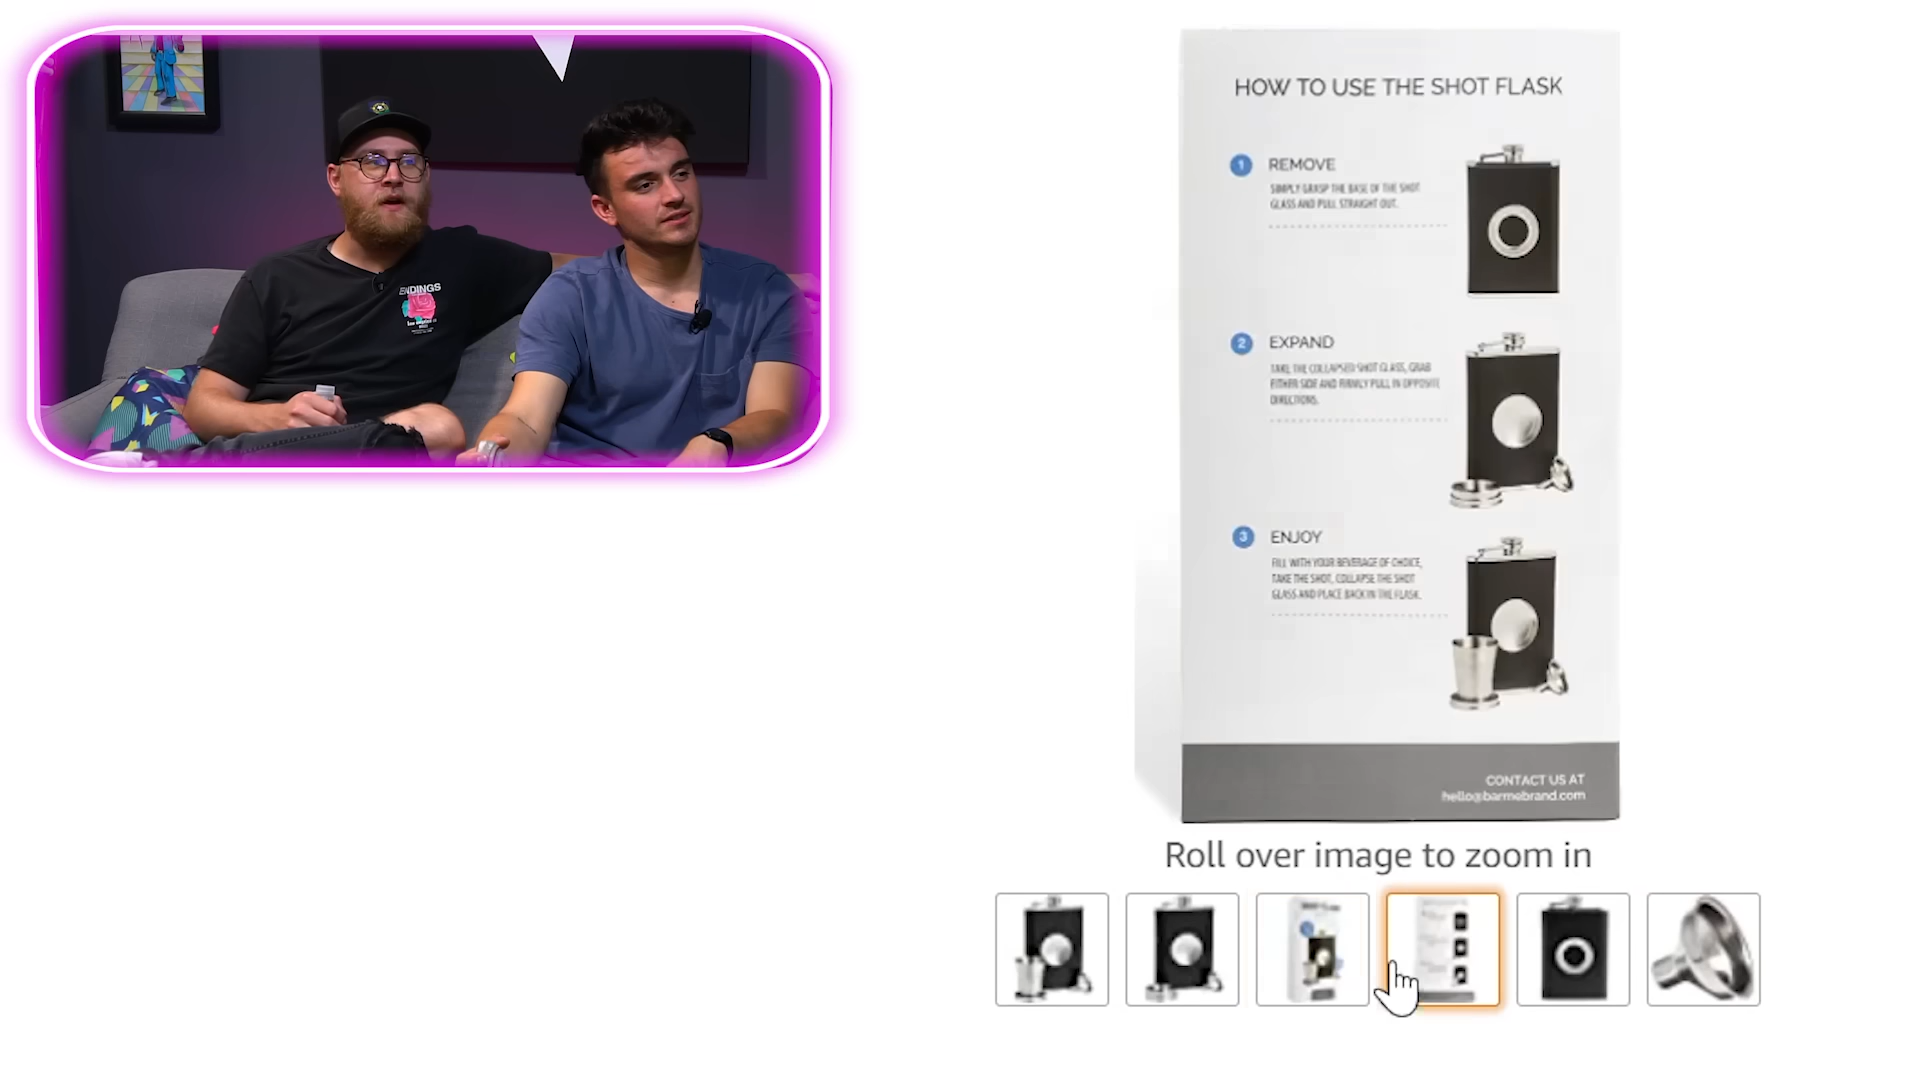 ENDINGS
HOW TO USE THE SHOT FLASK
1 REMOVE
SIMPLY GRASP THE BASE OF THE SHOT
GLASS AND PULL STRAIGHT OUT.
2 EXPAND
TAKE THE COLLAPSED SHOT GLASS, GRAB
EITHER SIDE AND FIRMLY PULL IN OPPOSITE
DIRECTIONS.
3 ENJOY
FILL WITH YOUR BEVERAGE OF CHOICE,
TAKE THE SHOT, COLLAPSE THE SHOT
GLASS AND PLACE BACK IN THE FLASK.
CONTACT US AT
hello@barmebrand.com
Roll over image to zoom in